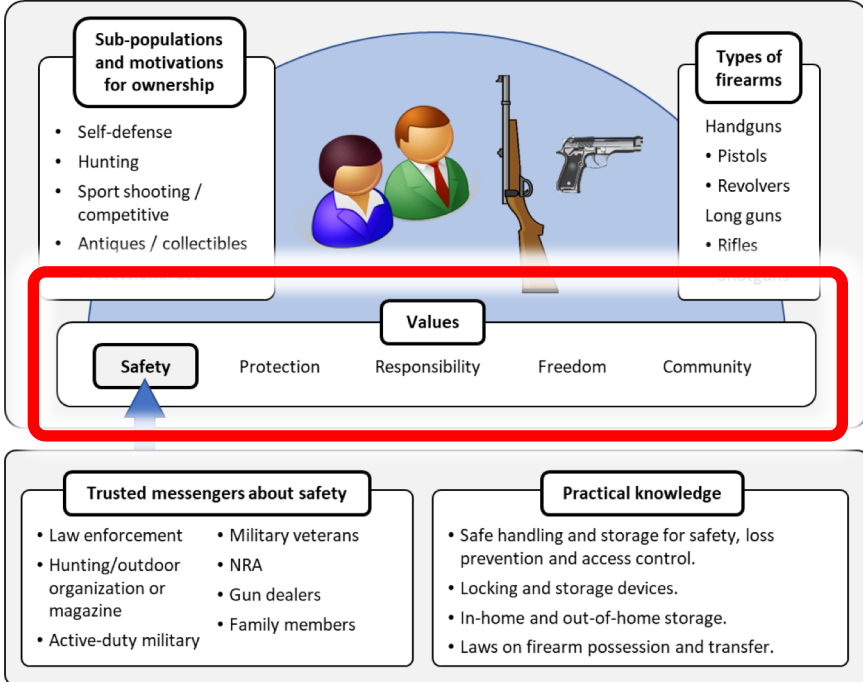 Sub-populations
and motivations
for ownership
• Self-defense
• Hunting
• Sport shooting /
competitive
• Antiques / collectibles
Types of
firearms
Handguns
• Pistols
• Revolvers
Long guns
• Rifles
Values
Safety
Protection
Responsibility
Freedom
Community
Trusted messengers about safety
• Law enforcement
• Hunting/outdoor
organization or
magazine
• Active-duty military
• Military veterans
• NRA
• Gun dealers
• Family members
Practical knowledge
• Safe handling and storage for safety, loss
prevention and access control.
• Locking and storage devices.
• In-home and out-of-home storage.
• Laws on firearm possession and transfer.